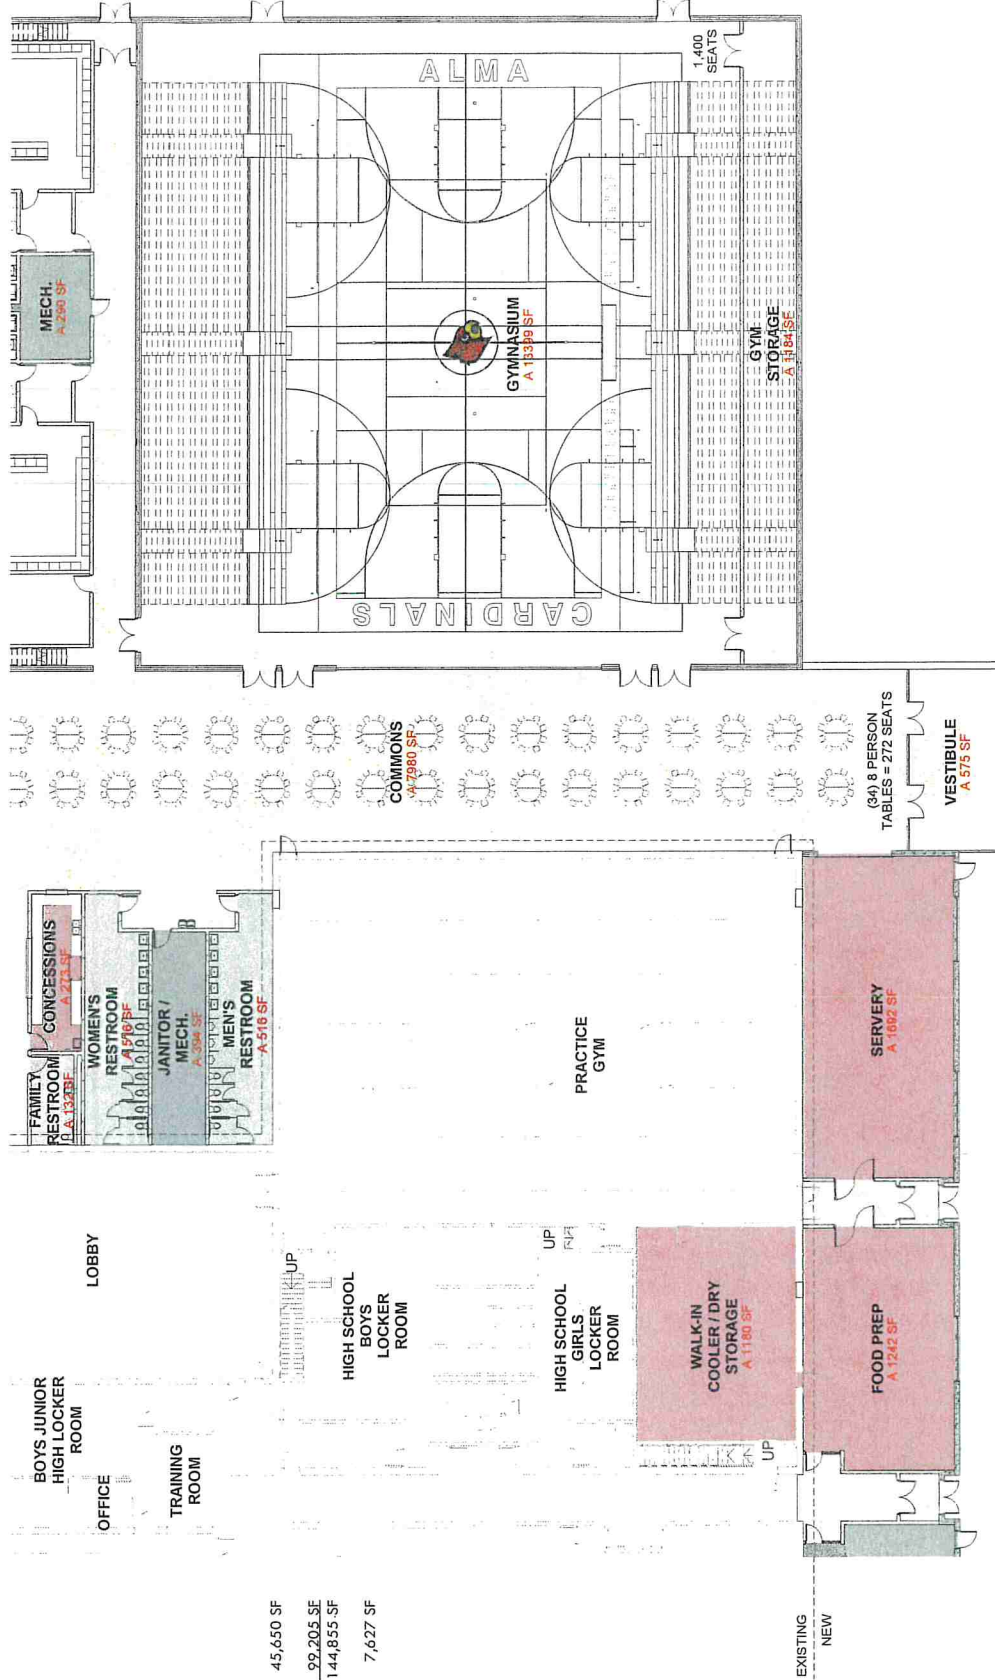 ALMA
1,400
SEATS
MECH.
A 290 SF
GYMNASIUM
A 13399 SF
GYM
STORAGE
A 1184 SF
CARDINALS
COMMONS
A 7980 SF
(34) 8 PERSON
TABLES = 272 SEATS
VESTIBULE
A 575 SF
CONCESSIONS
A 273 SF
FAMILY
RESTROOM
A 132 SF
WOMEN'S
RESTROOM
A 516 SF
JANITOR /
MECH.
A 394 SF
MEN'S
RESTROOM
A 516 SF
PRACTICE
GYM
SERVERY
A 1692 SF
LOBBY
UP
HIGH SCHOOL
BOYS
LOCKER
ROOM
UP
HIGH SCHOOL
GIRLS
LOCKER
ROOM
WALK-IN
COOLER / DRY
STORAGE
A 1180 SF
UP
FOOD PREP
A 1242 SF
BOYS JUNIOR
HIGH LOCKER
ROOM
OFFICE
TRAINING
ROOM
45,650 SF
99,205 SF
144,855 SF
7,627 SF
EXISTING
NEW